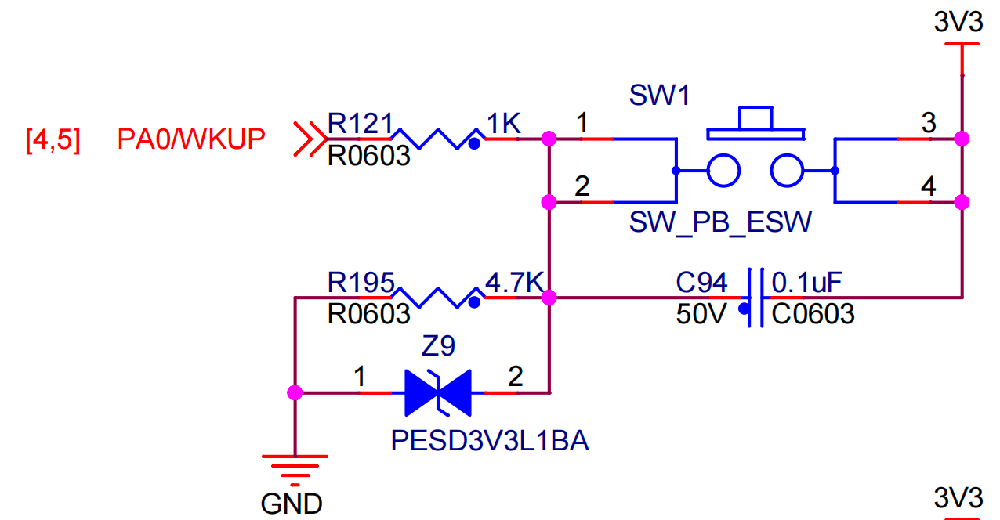 3V3
SW1
R121 1K 1 3
[4,5] PA0/WKUP
R0603
2 4
SW_PB_ESW
R195 4.7K C94 0.1uF
R0603 50V C0603
Z9
1 2
PESD3V3L1BA
GND 3V3